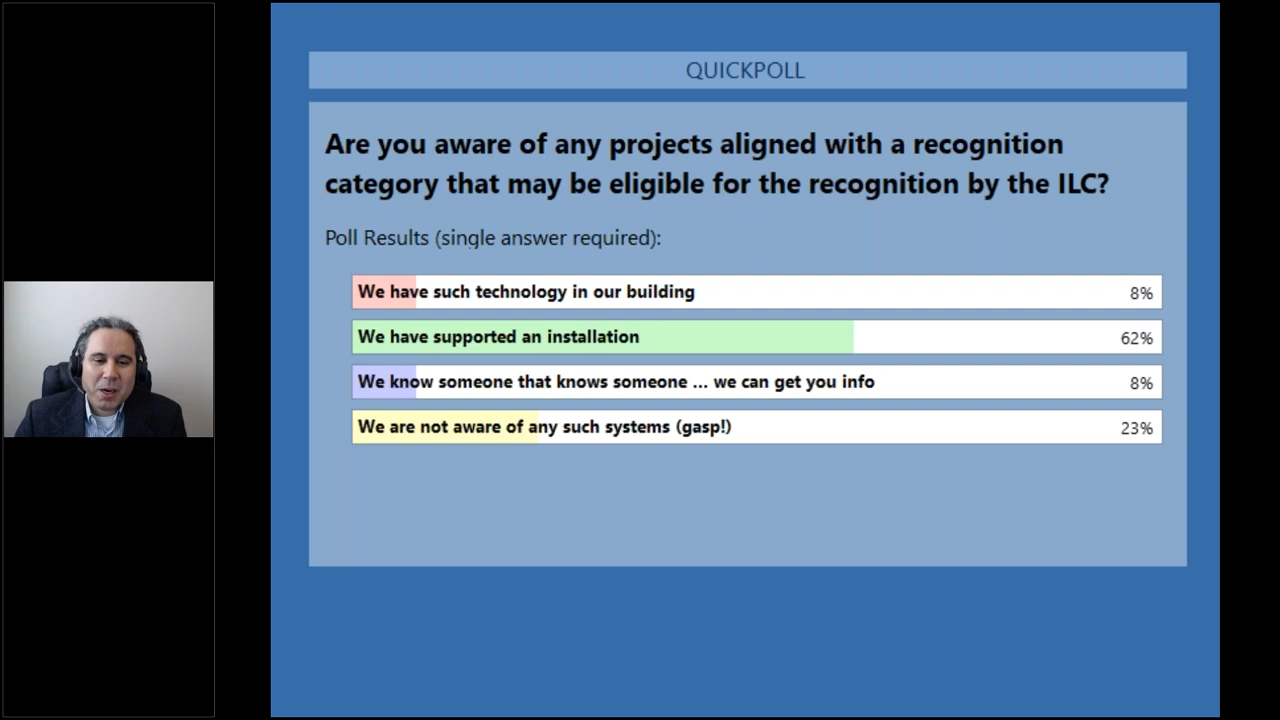 QUICKPOLL
Are you aware of any projects aligned with a recognition
category that may be eligible for the recognition by the ILC?
Poll Results (single answer required):
We have such technology in our building 8%
We have supported an installation 62%
We know someone that knows someone ... we can get you info 8%
We are not aware of any such systems (gasp!) 23%